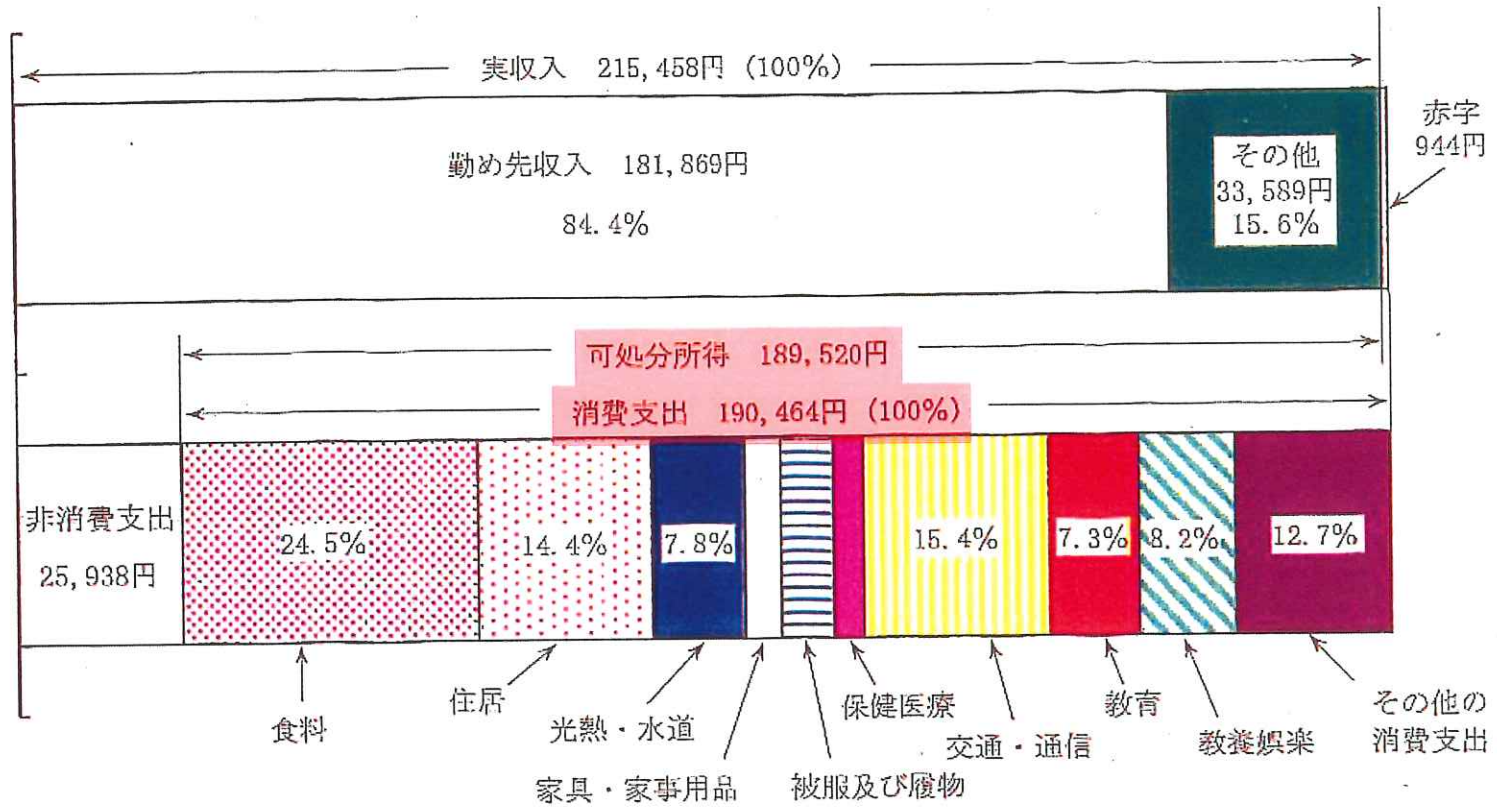 実収入 215,458円 (100%)
赤字
944円
勤め先収入 181,869円
84.4%
その他
33,589円
15.6%
可処分所得 189,520円
消費支出 190,464円 (100%)
非消費支出
25,938円
24.5%
14.4%
7.8%
15.4%
7.3%
8.2%
12.7%
食料
住居
光熱・水道
家具・家事用品
被服及び履物
保健医療
交通・通信
教育
教養娯楽
その他の
消費支出